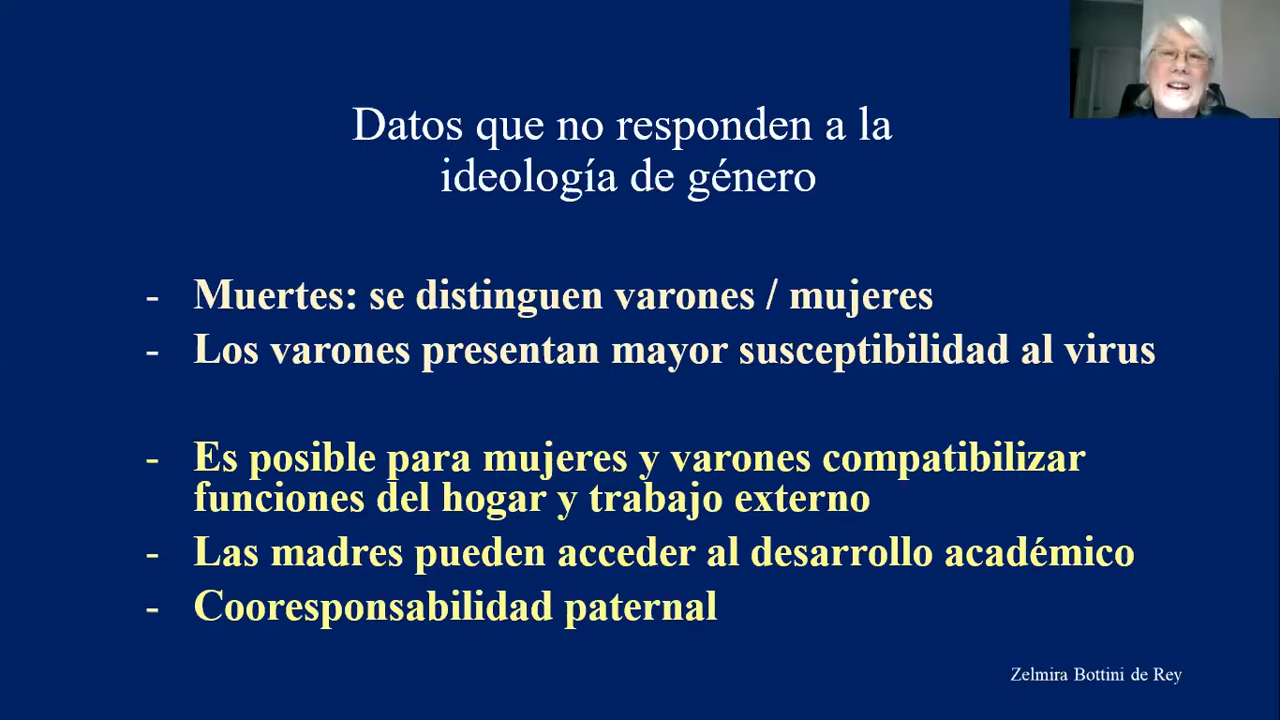 Datos que no responden a la
ideología de género
- Muertes: se distinguen varones / mujeres
- Los varones presentan mayor susceptibilidad al virus
- Es posible para mujeres y varones compatibilizar
funciones del hogar y trabajo externo
- Las madres pueden acceder al desarrollo académico
- Cooresponsabilidad paternal
Zelmira Bottini de Rey